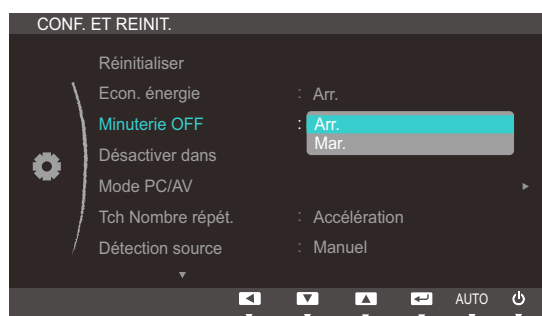 CONF. ET REINIT.
Réinitialiser
Econ. énergie : Arr.
Minuterie OFF : Arr.
Mar.
Désactiver dans
Mode PC/AV
Tch Nombre répét. : Accélération
Détection source : Manuel
AUTO